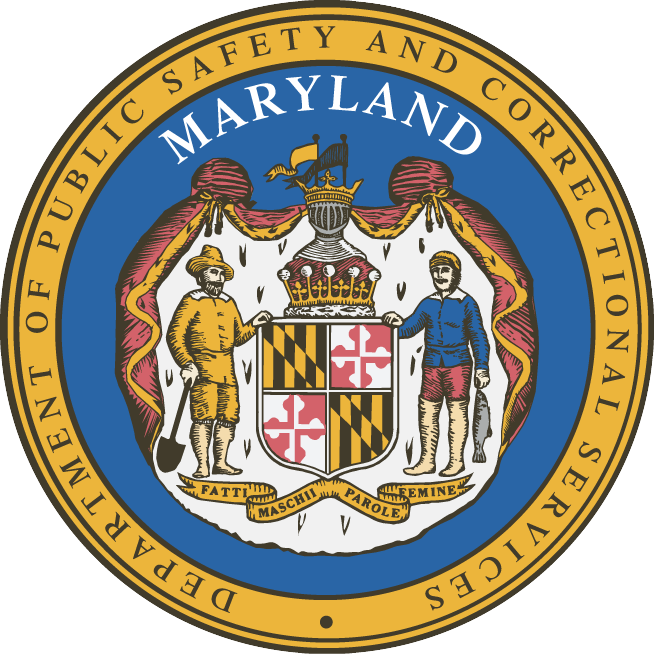 DEPARTMENT OF PUBLIC SAFETY AND CORRECTIONAL SERVICES
MARYLAND
FATTI MASCHII PAROLE FEMINE